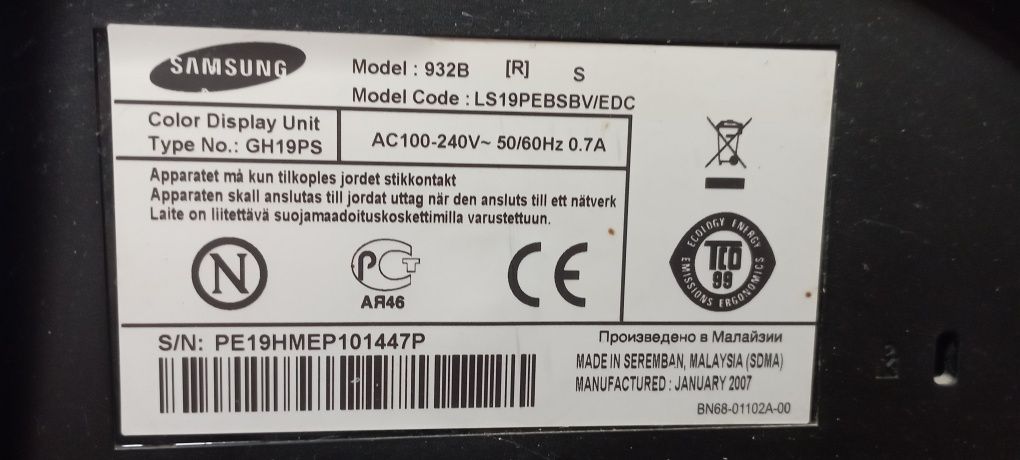 SAMSUNG
Model : 932B [R] S
Model Code : LS19PEBSBV/EDC
Color Display Unit
Type No.: GH19PS
AC100-240V~ 50/60Hz 0.7A
Apparatet må kun tilkoples jordet stikkontakt
Apparaten skall anslutas till jordat uttag när den ansluts till ett nätverk
Laite on liitettävä suojamaadoituskoskettimilla varustettuun.
N
РСТ
АЯ46
CE
ECOLOGY ENERGY
TCO
99
EMISSIONS ERGONOMICS
S/N: PE19HMEP101447P
Произведено в Малайзии
MADE IN SEREMBAN, MALAYSIA (SDMA)
MANUFACTURED : JANUARY 2007
BN68-01102A-00